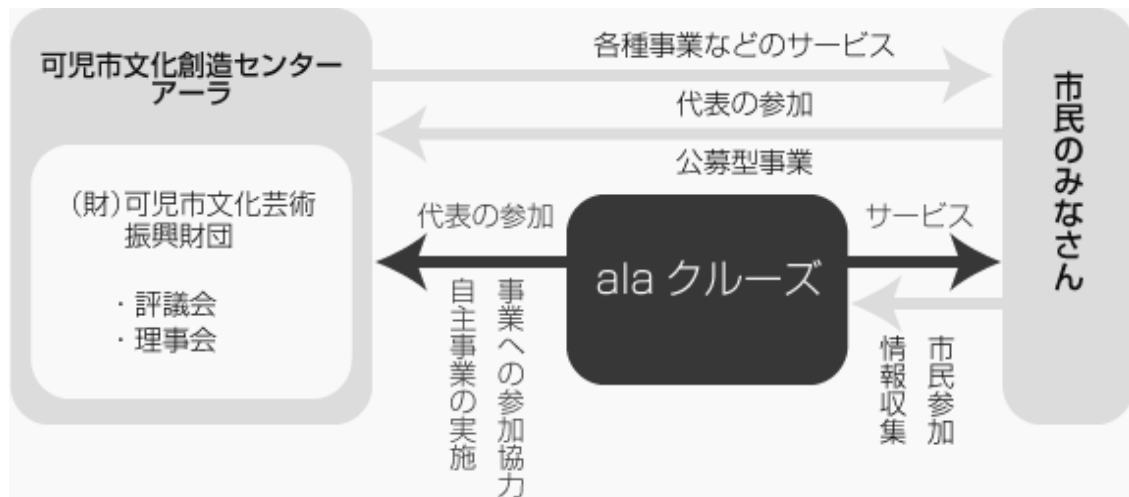 可児市文化創造センター
アーラ
(財)可児市文化芸術
振興財団
・評議会
・理事会
各種事業などのサービス
代表の参加
公募型事業
代表の参加
事業への参加協力
自主事業の実施
ala クルーズ
サービス
市民参加
情報収集
市民のみなさん